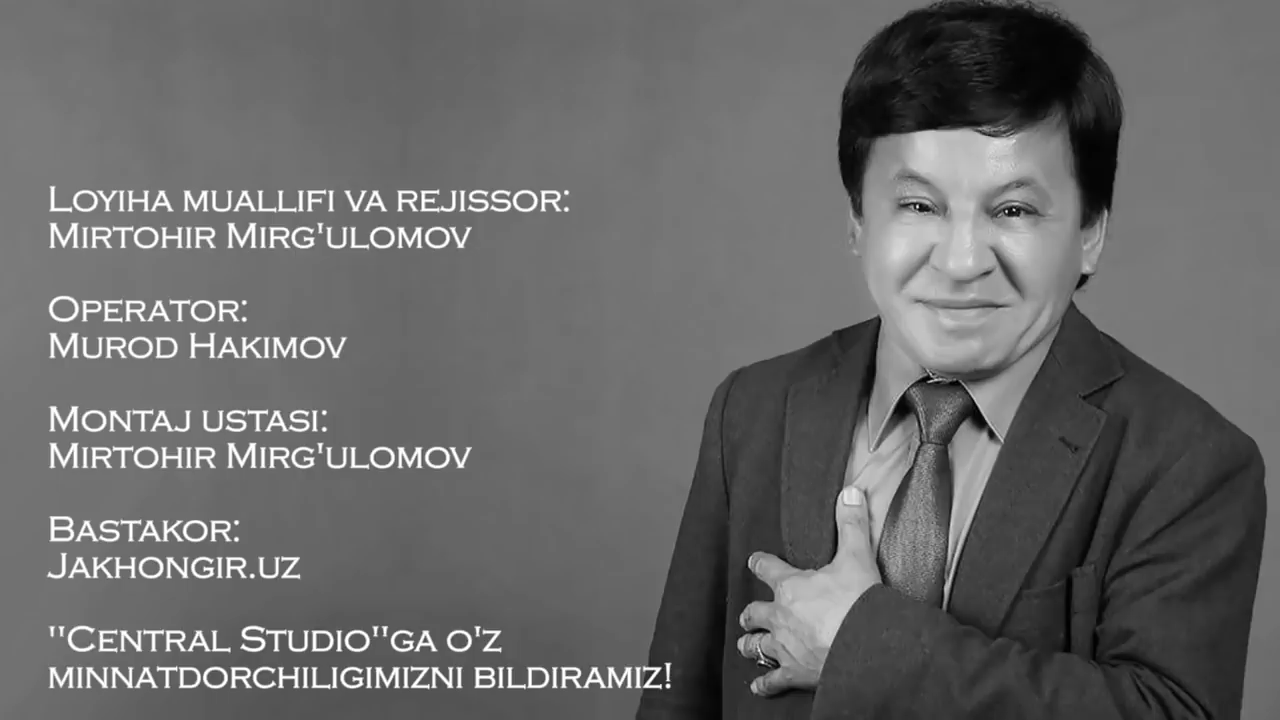 Loyiha muallifi va rejissor:
Mirtohir Mirg'ulomov
Operator:
Murod Hakimov
Montaj ustasi:
Mirtohir Mirg'ulomov
Bastakor:
Jakhongir.uz
"Central Studio"ga o'z
minnatdorchiligimizni bildiramiz!